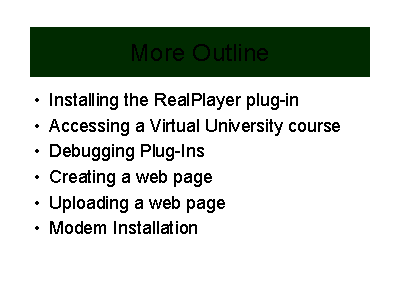 More Outline
• Installing the RealPlayer plug-in
• Accessing a Virtual University course
• Debugging Plug-Ins
• Creating a web page
• Uploading a web page
• Modem Installation